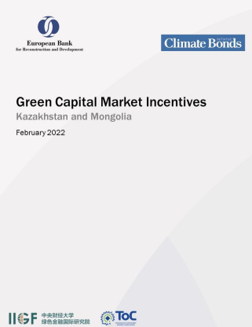 European Bank
for Reconstruction and Development
Climate Bonds
Green Capital Market Incentives
Kazakhstan and Mongolia
February 2022
IIGF 中央财经大学
绿色金融国际研究院
ToC